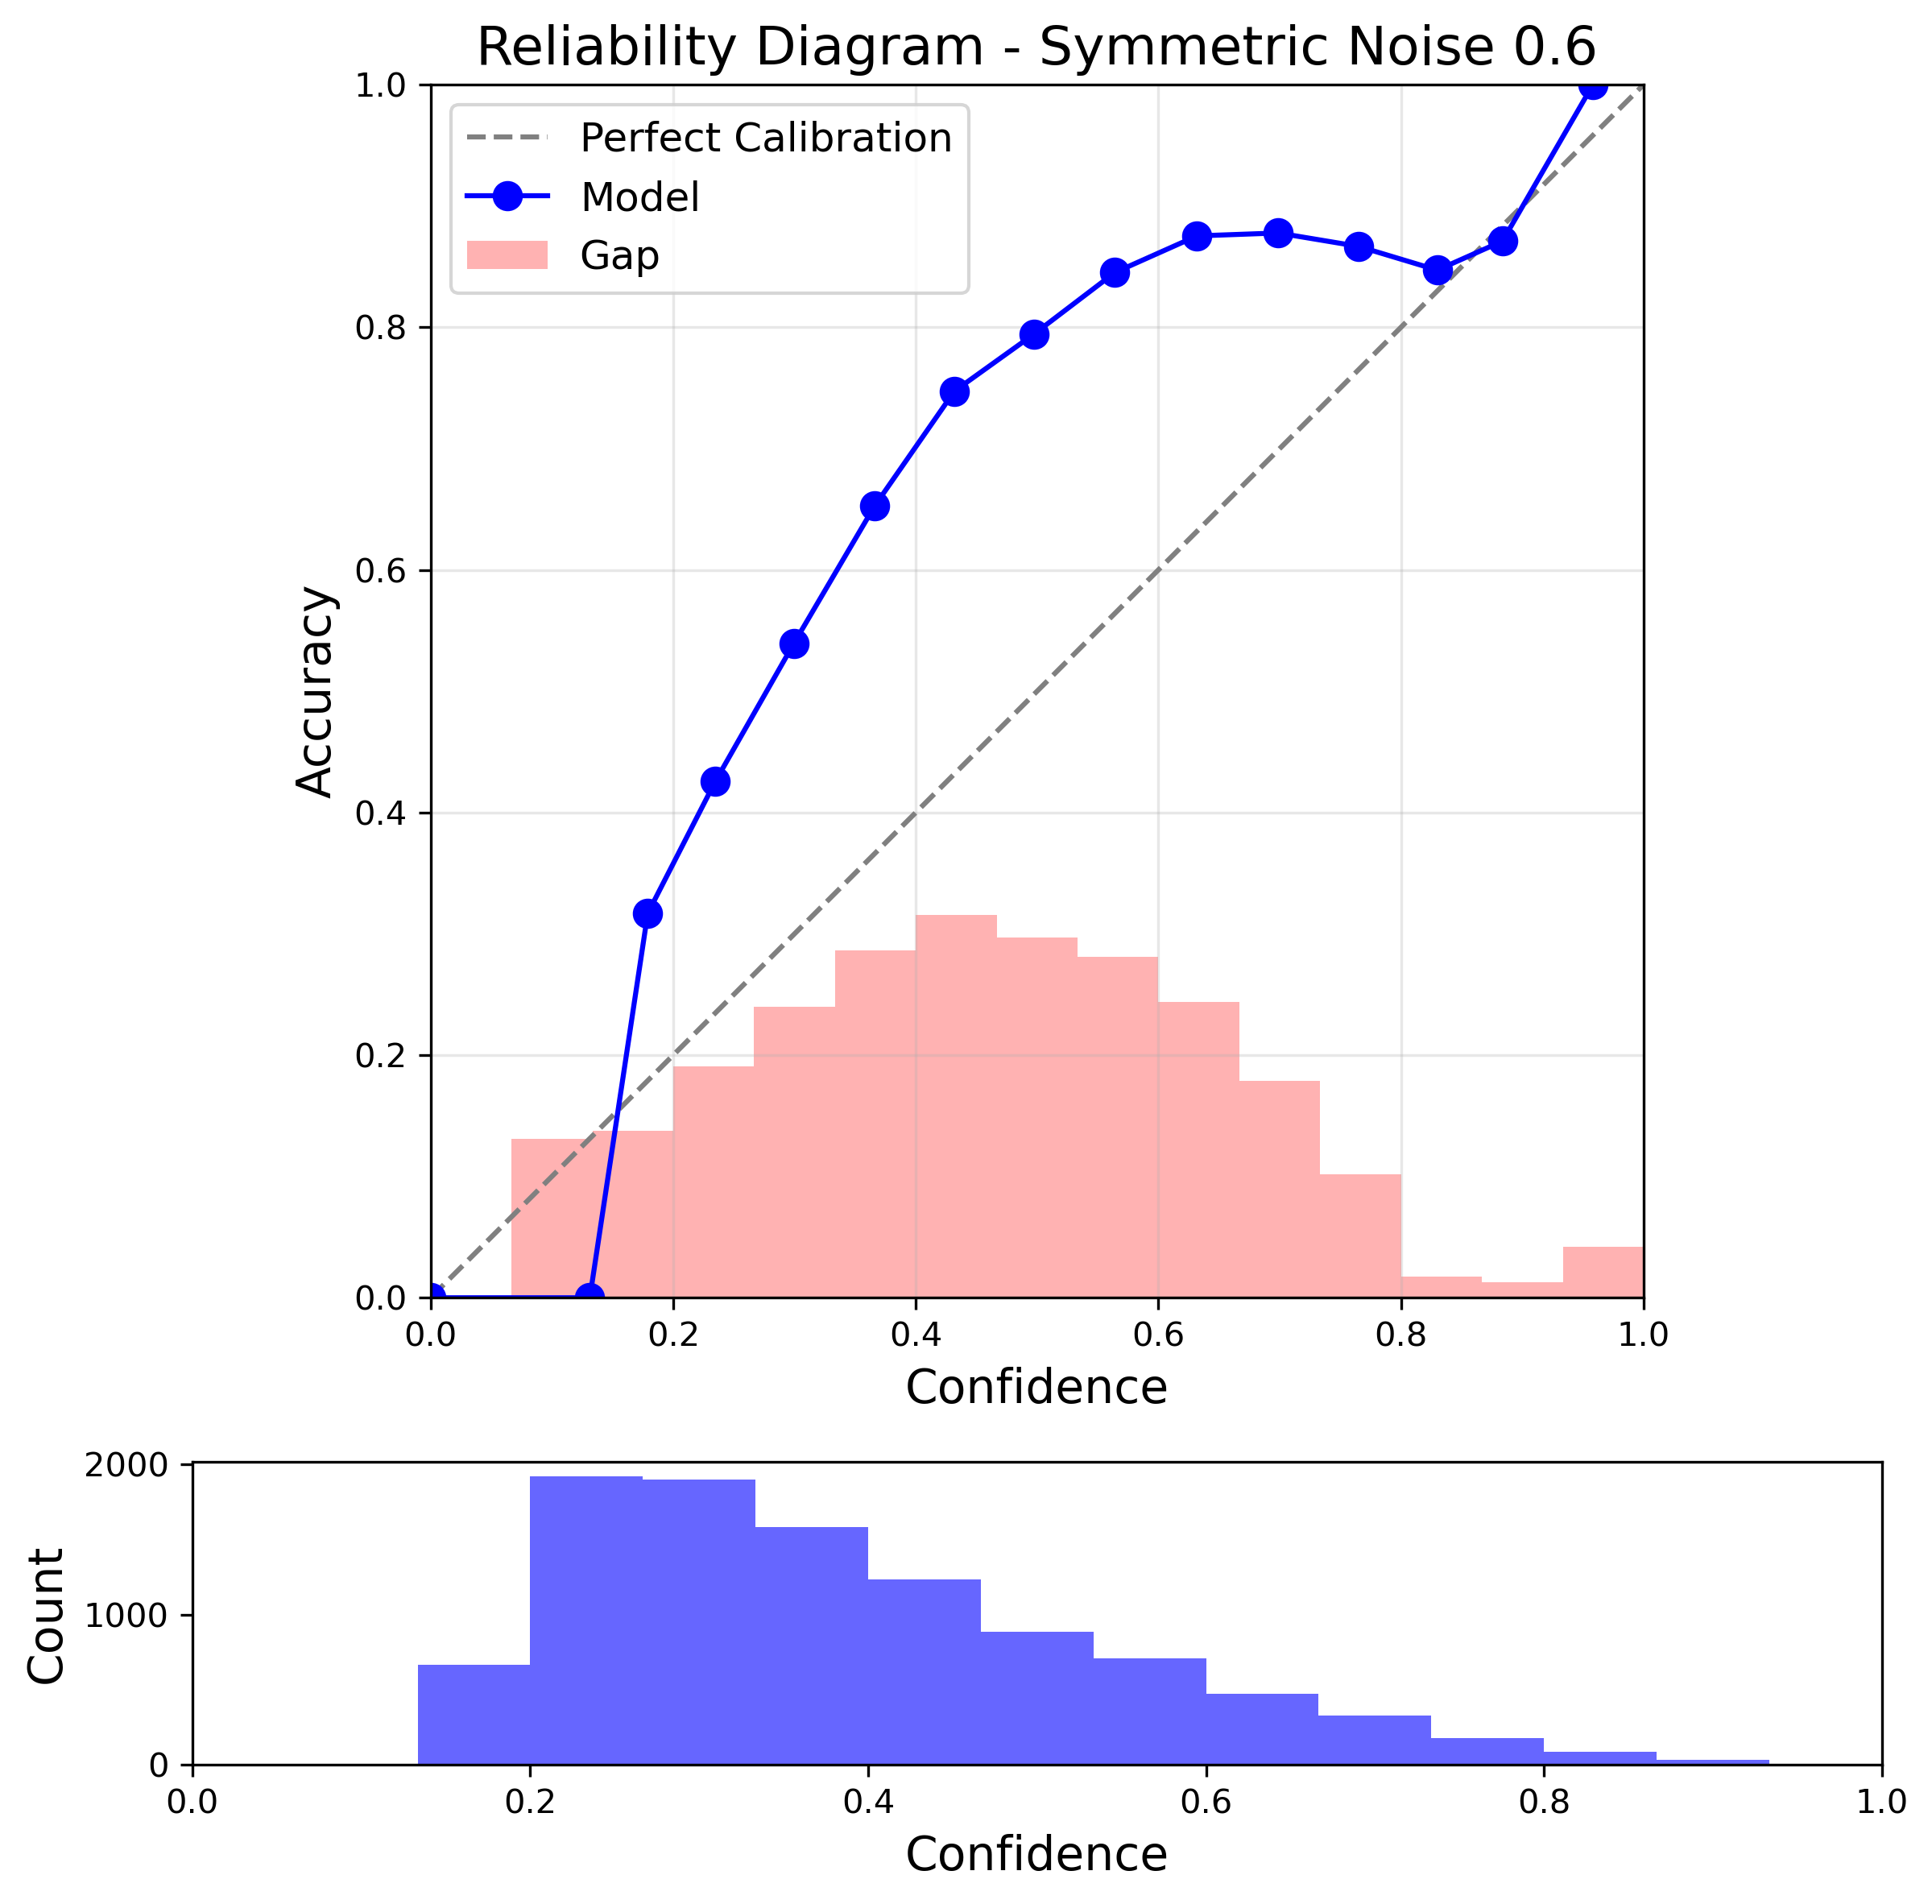 Reliability Diagram - Symmetric Noise 0.6
1.0
Perfect Calibration
Model
Gap
0.8
0.6
Accuracy
0.4
0.2
0.0
0.0 0.2 0.4 0.6 0.8 1.0
Confidence
2000
Count
1000
0
0.0 0.2 0.4 0.6 0.8 1.0
Confidence